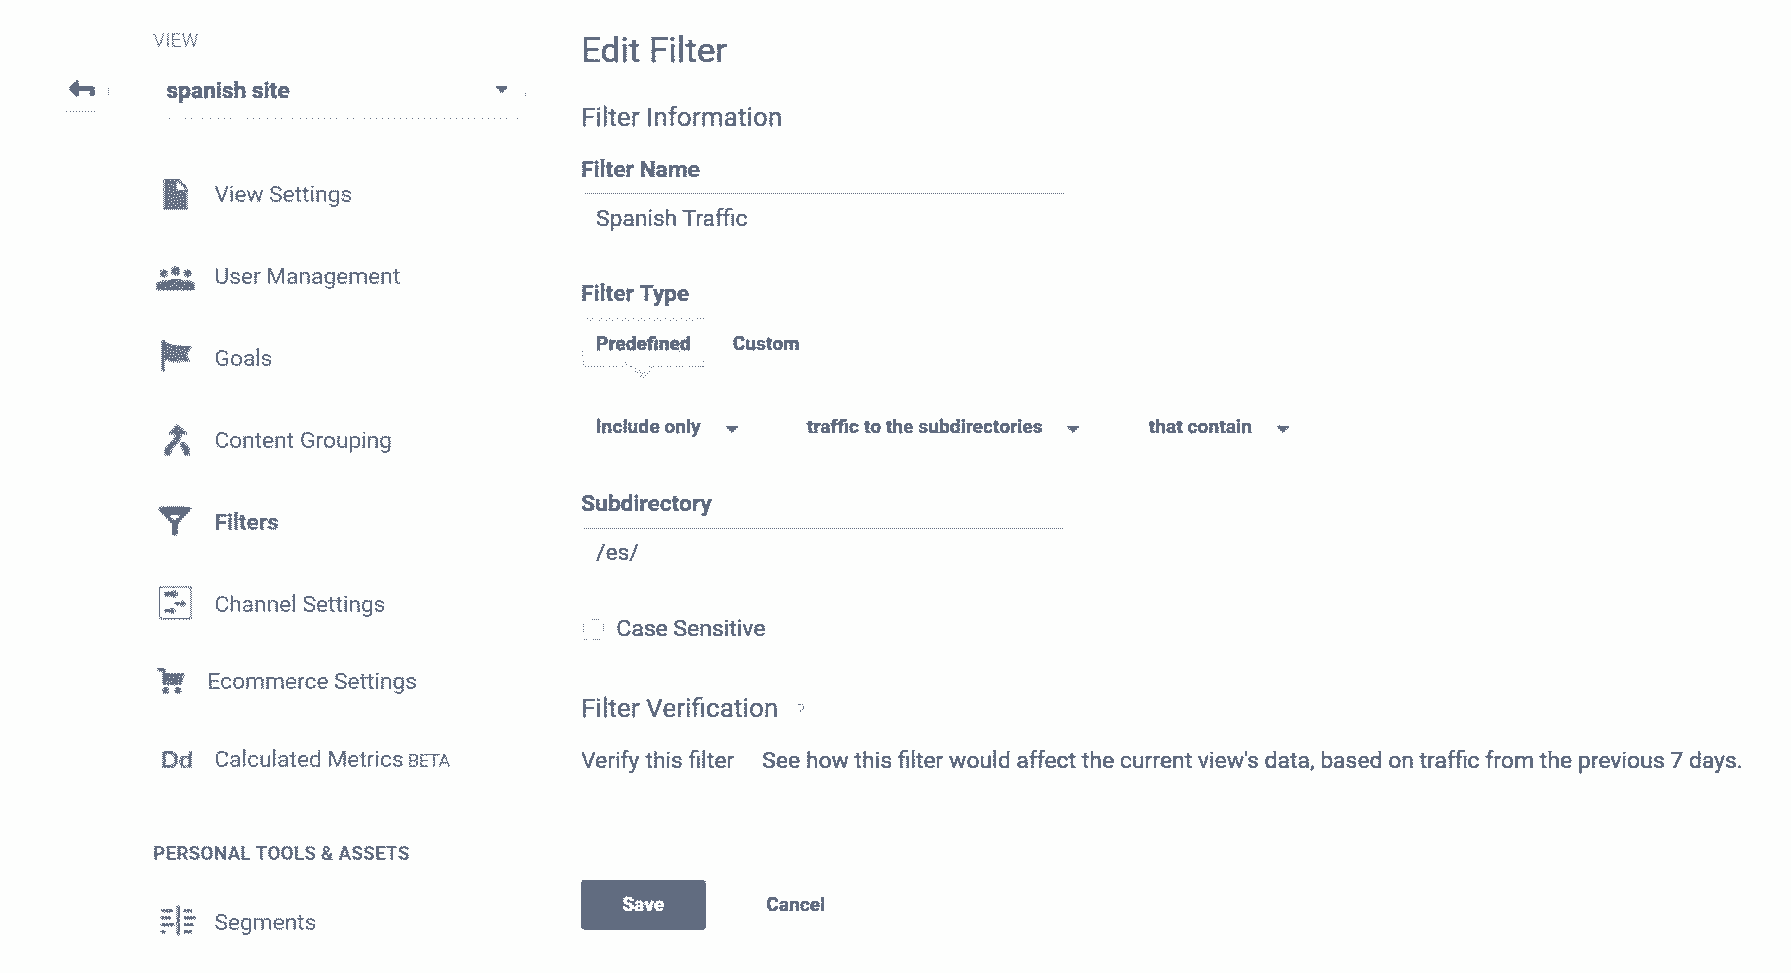 VIEW
spanish site
View Settings
User Management
Goals
Content Grouping
Filters
Channel Settings
Ecommerce Settings
Dd Calculated Metrics BETA
PERSONAL TOOLS & ASSETS
Segments
Edit Filter
Filter Information
Filter Name
Spanish Traffic
Filter Type
Predefined Custom
Include only traffic to the subdirectories that contain
Subdirectory
/es/
Case Sensitive
Filter Verification ?
Verify this filter See how this filter would affect the current view's data, based on traffic from the previous 7 days.
Save Cancel